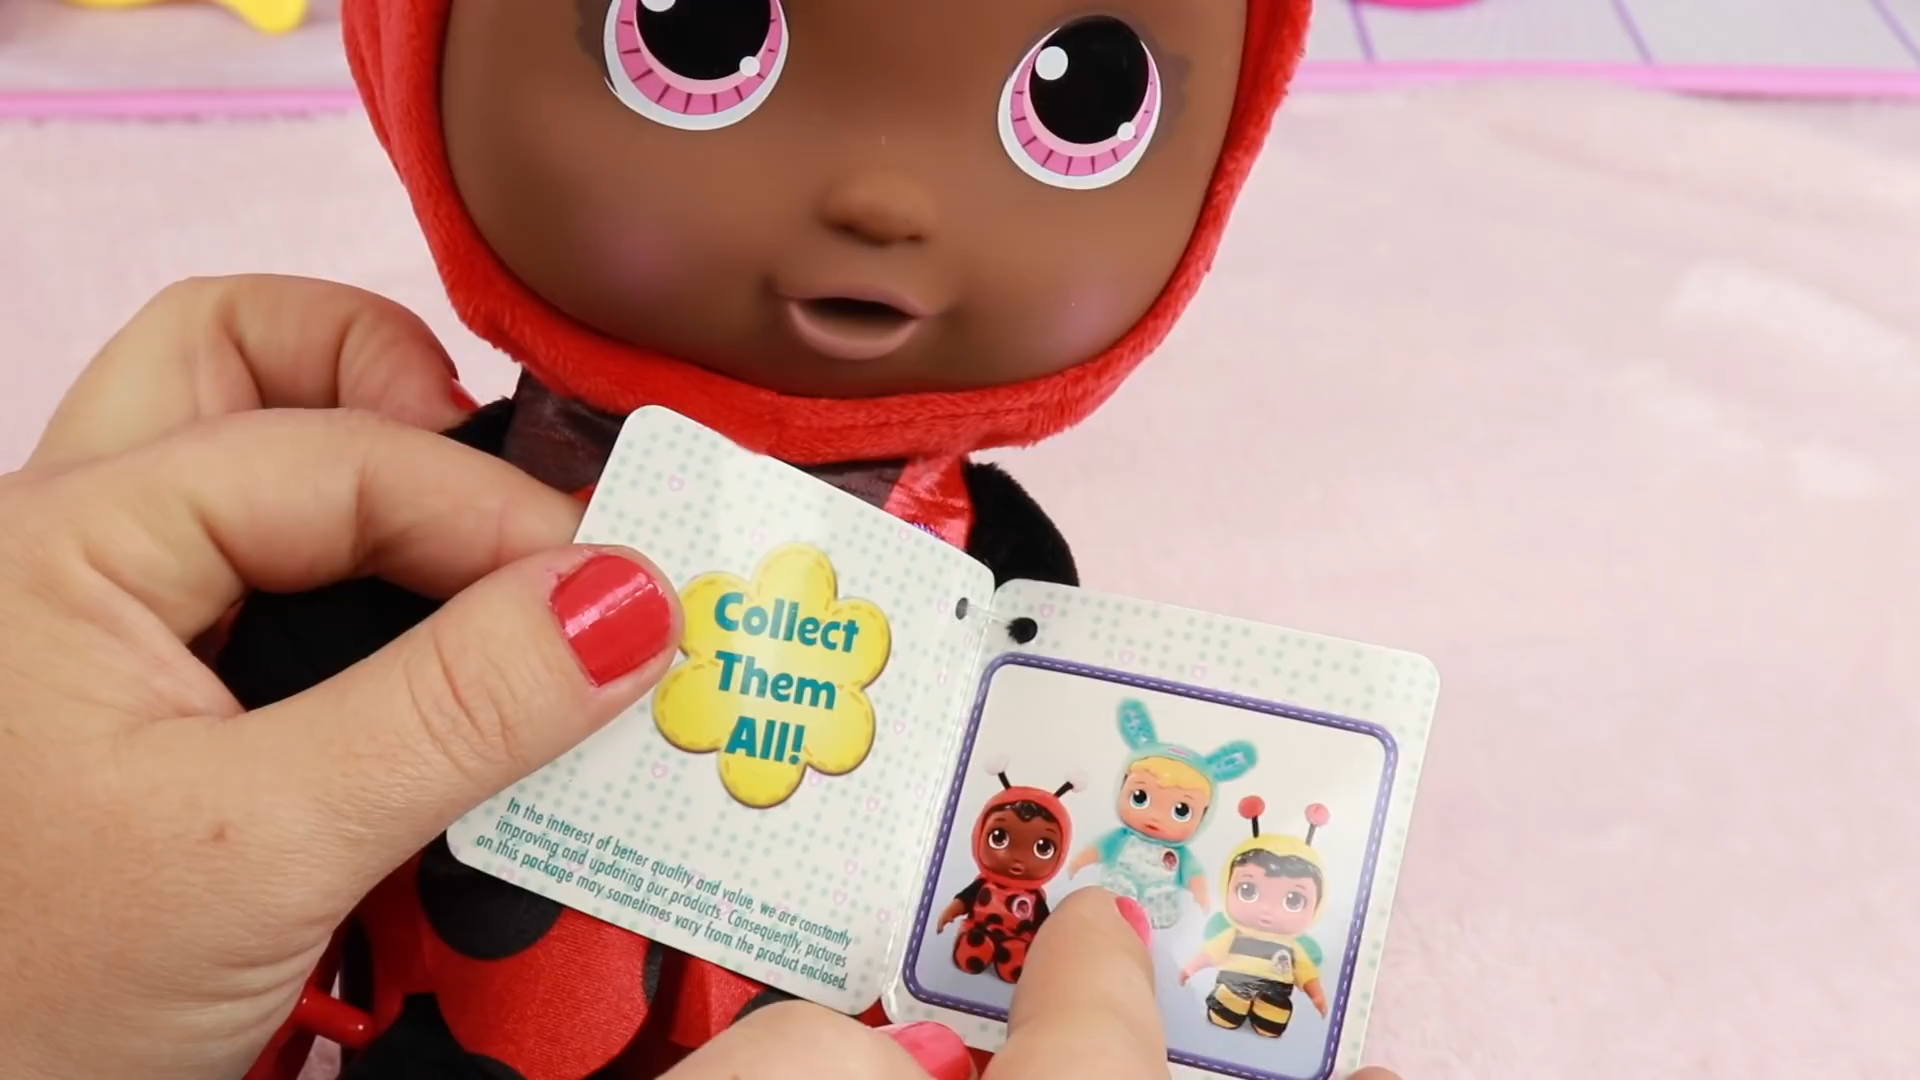 Collect
Them
All!
In the interest of better quality and value, we are constantly
improving and updating our products. Consequently, pictures
on this package may sometimes vary from the product enclosed.